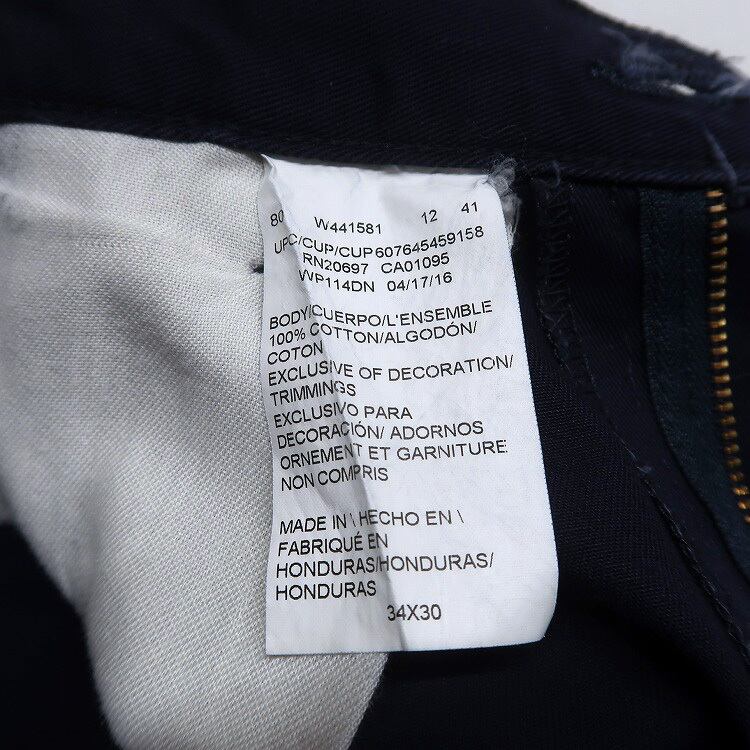 80 W441581 12 41
UPC/CUP/CUP607645459158
RN20697 CA01095
WP114DN 04/17/16
BODY/CUERPO/L'ENSEMBLE
100% COTTON/ALGODÓN/
COTON
EXCLUSIVE OF DECORATION/
TRIMMINGS
EXCLUSIVO PARA
DECORACIÓN/ ADORNOS
ORNEMENT ET GARNITURE
NON COMPRIS
MADE IN \ HECHO EN \
FABRIQUÉ EN
HONDURAS/HONDURAS/
HONDURAS
34X30